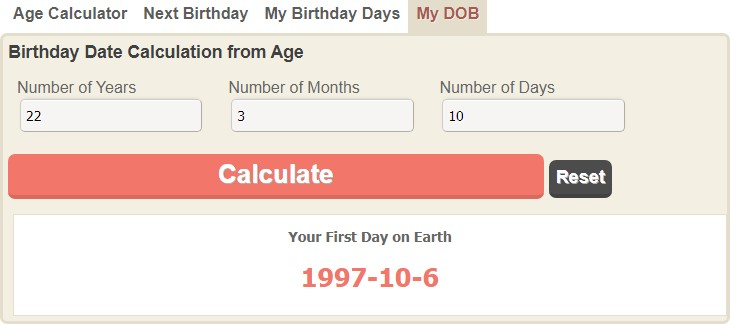 Age Calculator Next Birthday My Birthday Days My DOB
Birthday Date Calculation from Age
Number of Years Number of Months Number of Days
22 3 10
Calculate Reset
Your First Day on Earth
1997-10-6